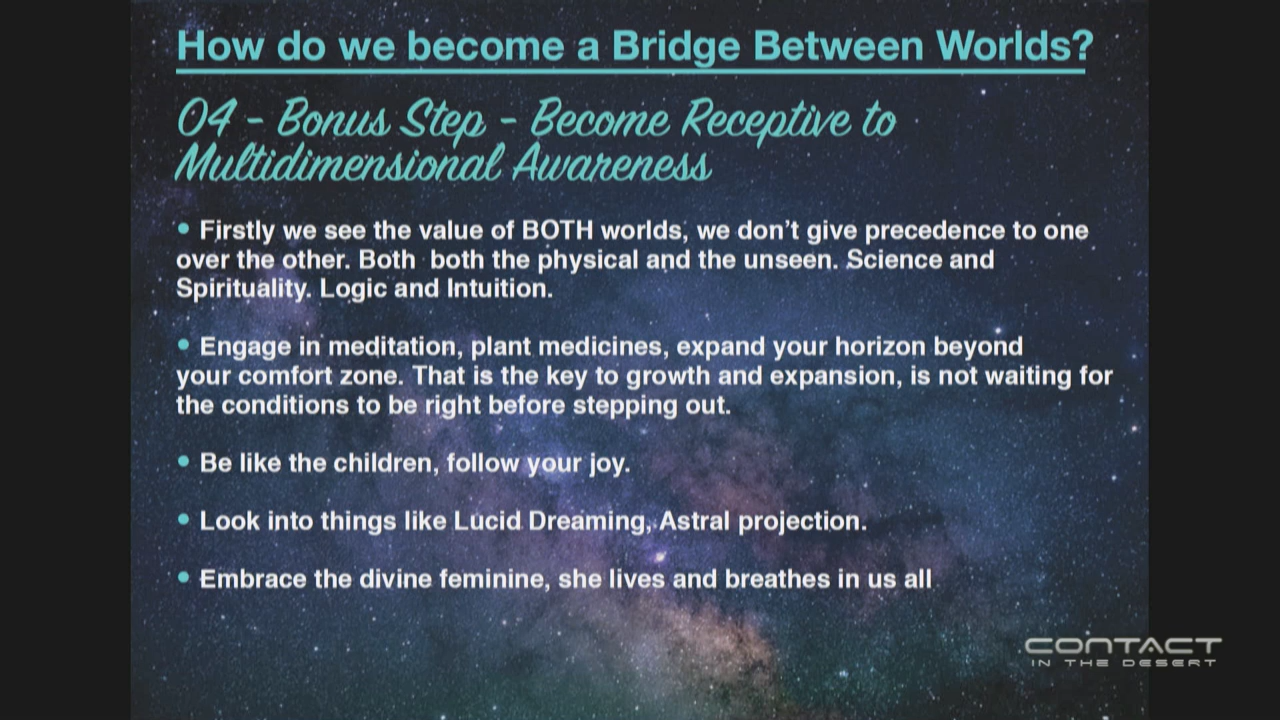 How do we become a Bridge Between Worlds?
04 - Bonus Step - Become Receptive to
Multidimensional Awareness
• Firstly we see the value of BOTH worlds, we don't give precedence to one
over the other. Both both the physical and the unseen. Science and
Spirituality. Logic and Intuition.
• Engage in meditation, plant medicines, expand your horizon beyond
your comfort zone. That is the key to growth and expansion, is not waiting for
the conditions to be right before stepping out.
• Be like the children, follow your joy.
• Look into things like Lucid Dreaming, Astral projection.
• Embrace the divine feminine, she lives and breathes in us all
CONTACT
IN THE DESERT